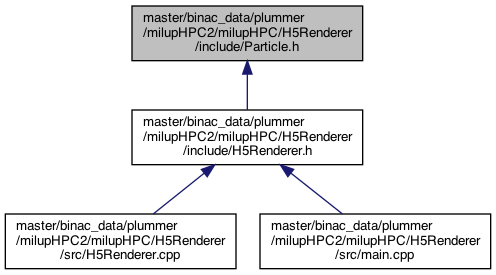 master/binac_data/plummer
/milupHPC2/milupHPC/H5Renderer
/include/Particle.h
master/binac_data/plummer
/milupHPC2/milupHPC/H5Renderer
/include/H5Renderer.h
master/binac_data/plummer
/milupHPC2/milupHPC/H5Renderer
/src/H5Renderer.cpp
master/binac_data/plummer
/milupHPC2/milupHPC/H5Renderer
/src/main.cpp